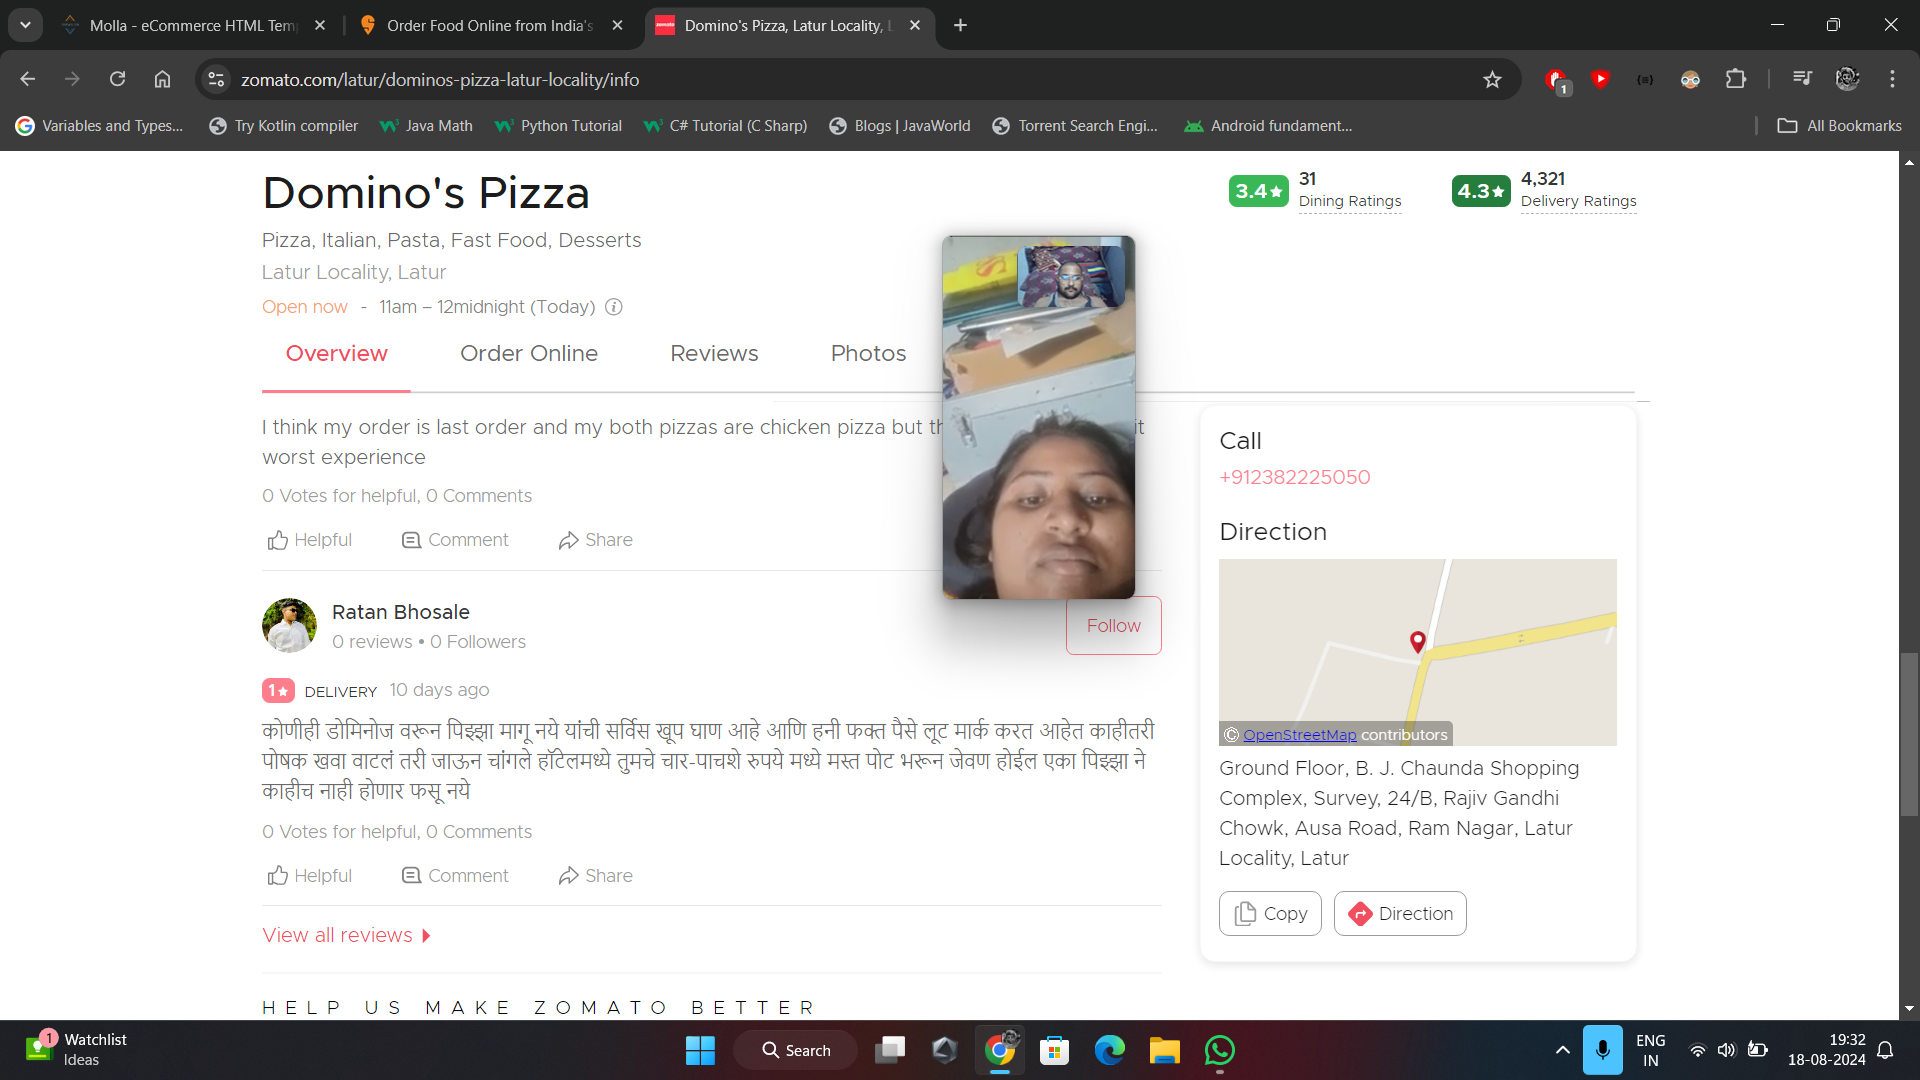 Molla - eCommerce HTML Tem
Order Food Online from India's
Domino's Pizza, Latur Locality, L
zomato.com/latur/dominos-pizza-latur-locality/info
1
Variables and Types...
Try Kotlin compiler
Java Math
Python Tutorial
C# Tutorial (C Sharp)
Blogs | JavaWorld
Torrent Search Engi...
Android fundament...
All Bookmarks
Domino's Pizza
3.4★ 31 Dining Ratings
4.3★ 4,321 Delivery Ratings
Pizza, Italian, Pasta, Fast Food, Desserts
Latur Locality, Latur
Open now - 11am – 12midnight (Today)
Overview
Order Online
Reviews
Photos
I think my order is last order and my both pizzas are chicken pizza but
it
worst experience
0 Votes for helpful, 0 Comments
Helpful
Comment
Share
Ratan Bhosale
0 reviews • 0 Followers
Follow
1★ DELIVERY 10 days ago
कोणीही डोमिनोज वरून पिझ्झा मागू नये यांची सर्विस खूप घाण आहे आणि हनी फक्त पैसे लूट मार्क करत आहेत काहीतरी
पोषक खवा वाटलं तरी जाऊन चांगले हॉटेलमध्ये तुमचे चार-पाचशे रुपये मध्ये मस्त पोट भरून जेवण होईल एका पिझ्झा ने
काहीच नाही होणार फसू नये
0 Votes for helpful, 0 Comments
Helpful
Comment
Share
View all reviews
HELP US MAKE ZOMATO BETTER
Call
+912382225050
Direction
© OpenStreetMap contributors
Ground Floor, B. J. Chaunda Shopping
Complex, Survey, 24/B, Rajiv Gandhi
Chowk, Ausa Road, Ram Nagar, Latur
Locality, Latur
Copy
Direction
1
Watchlist
Ideas
Search
ENG
IN
19:32
18-08-2024